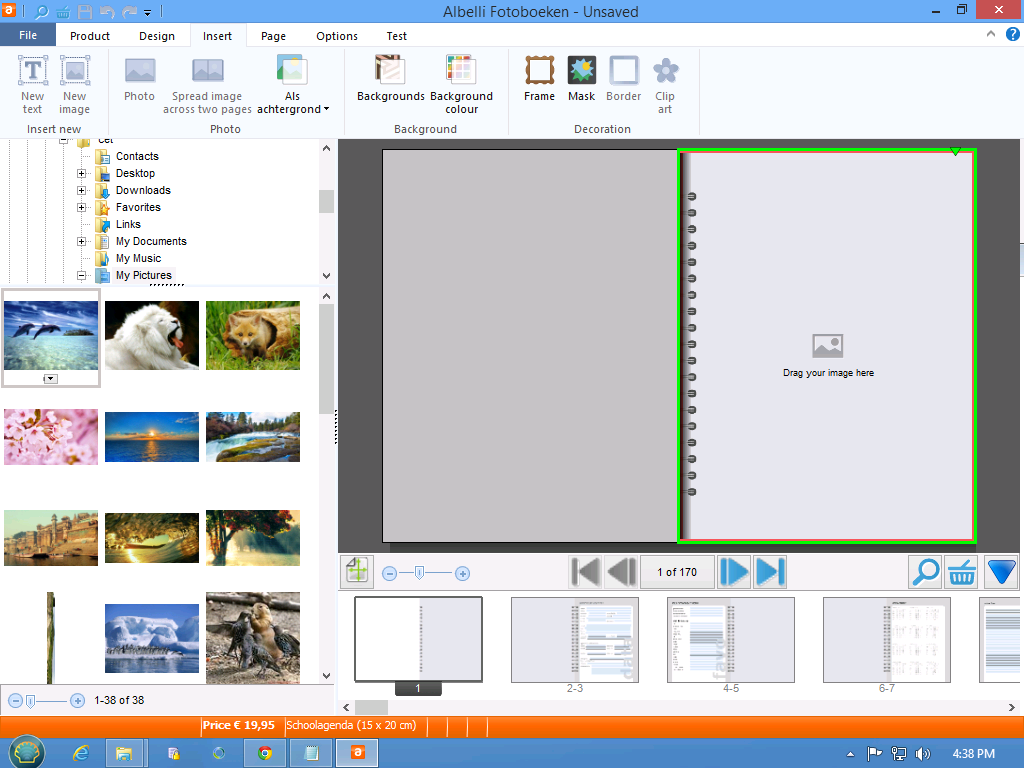 Albelli Fotoboeken - Unsaved
File
Product
Design
Insert
Page
Options
Test
New
text
New
image
Insert new
Photo
Spread image
across two pages
Als
achtergrond
Photo
Backgrounds
Background
colour
Background
Frame
Mask
Border
Clip
art
Decoration
Cet
Contacts
Desktop
Downloads
Favorites
Links
My Documents
My Music
My Pictures
Drag your image here
1 of 170
1
2-3
4-5
6-7
1-38 of 38
Price € 19,95
Schoolagenda (15 x 20 cm)
4:38 PM